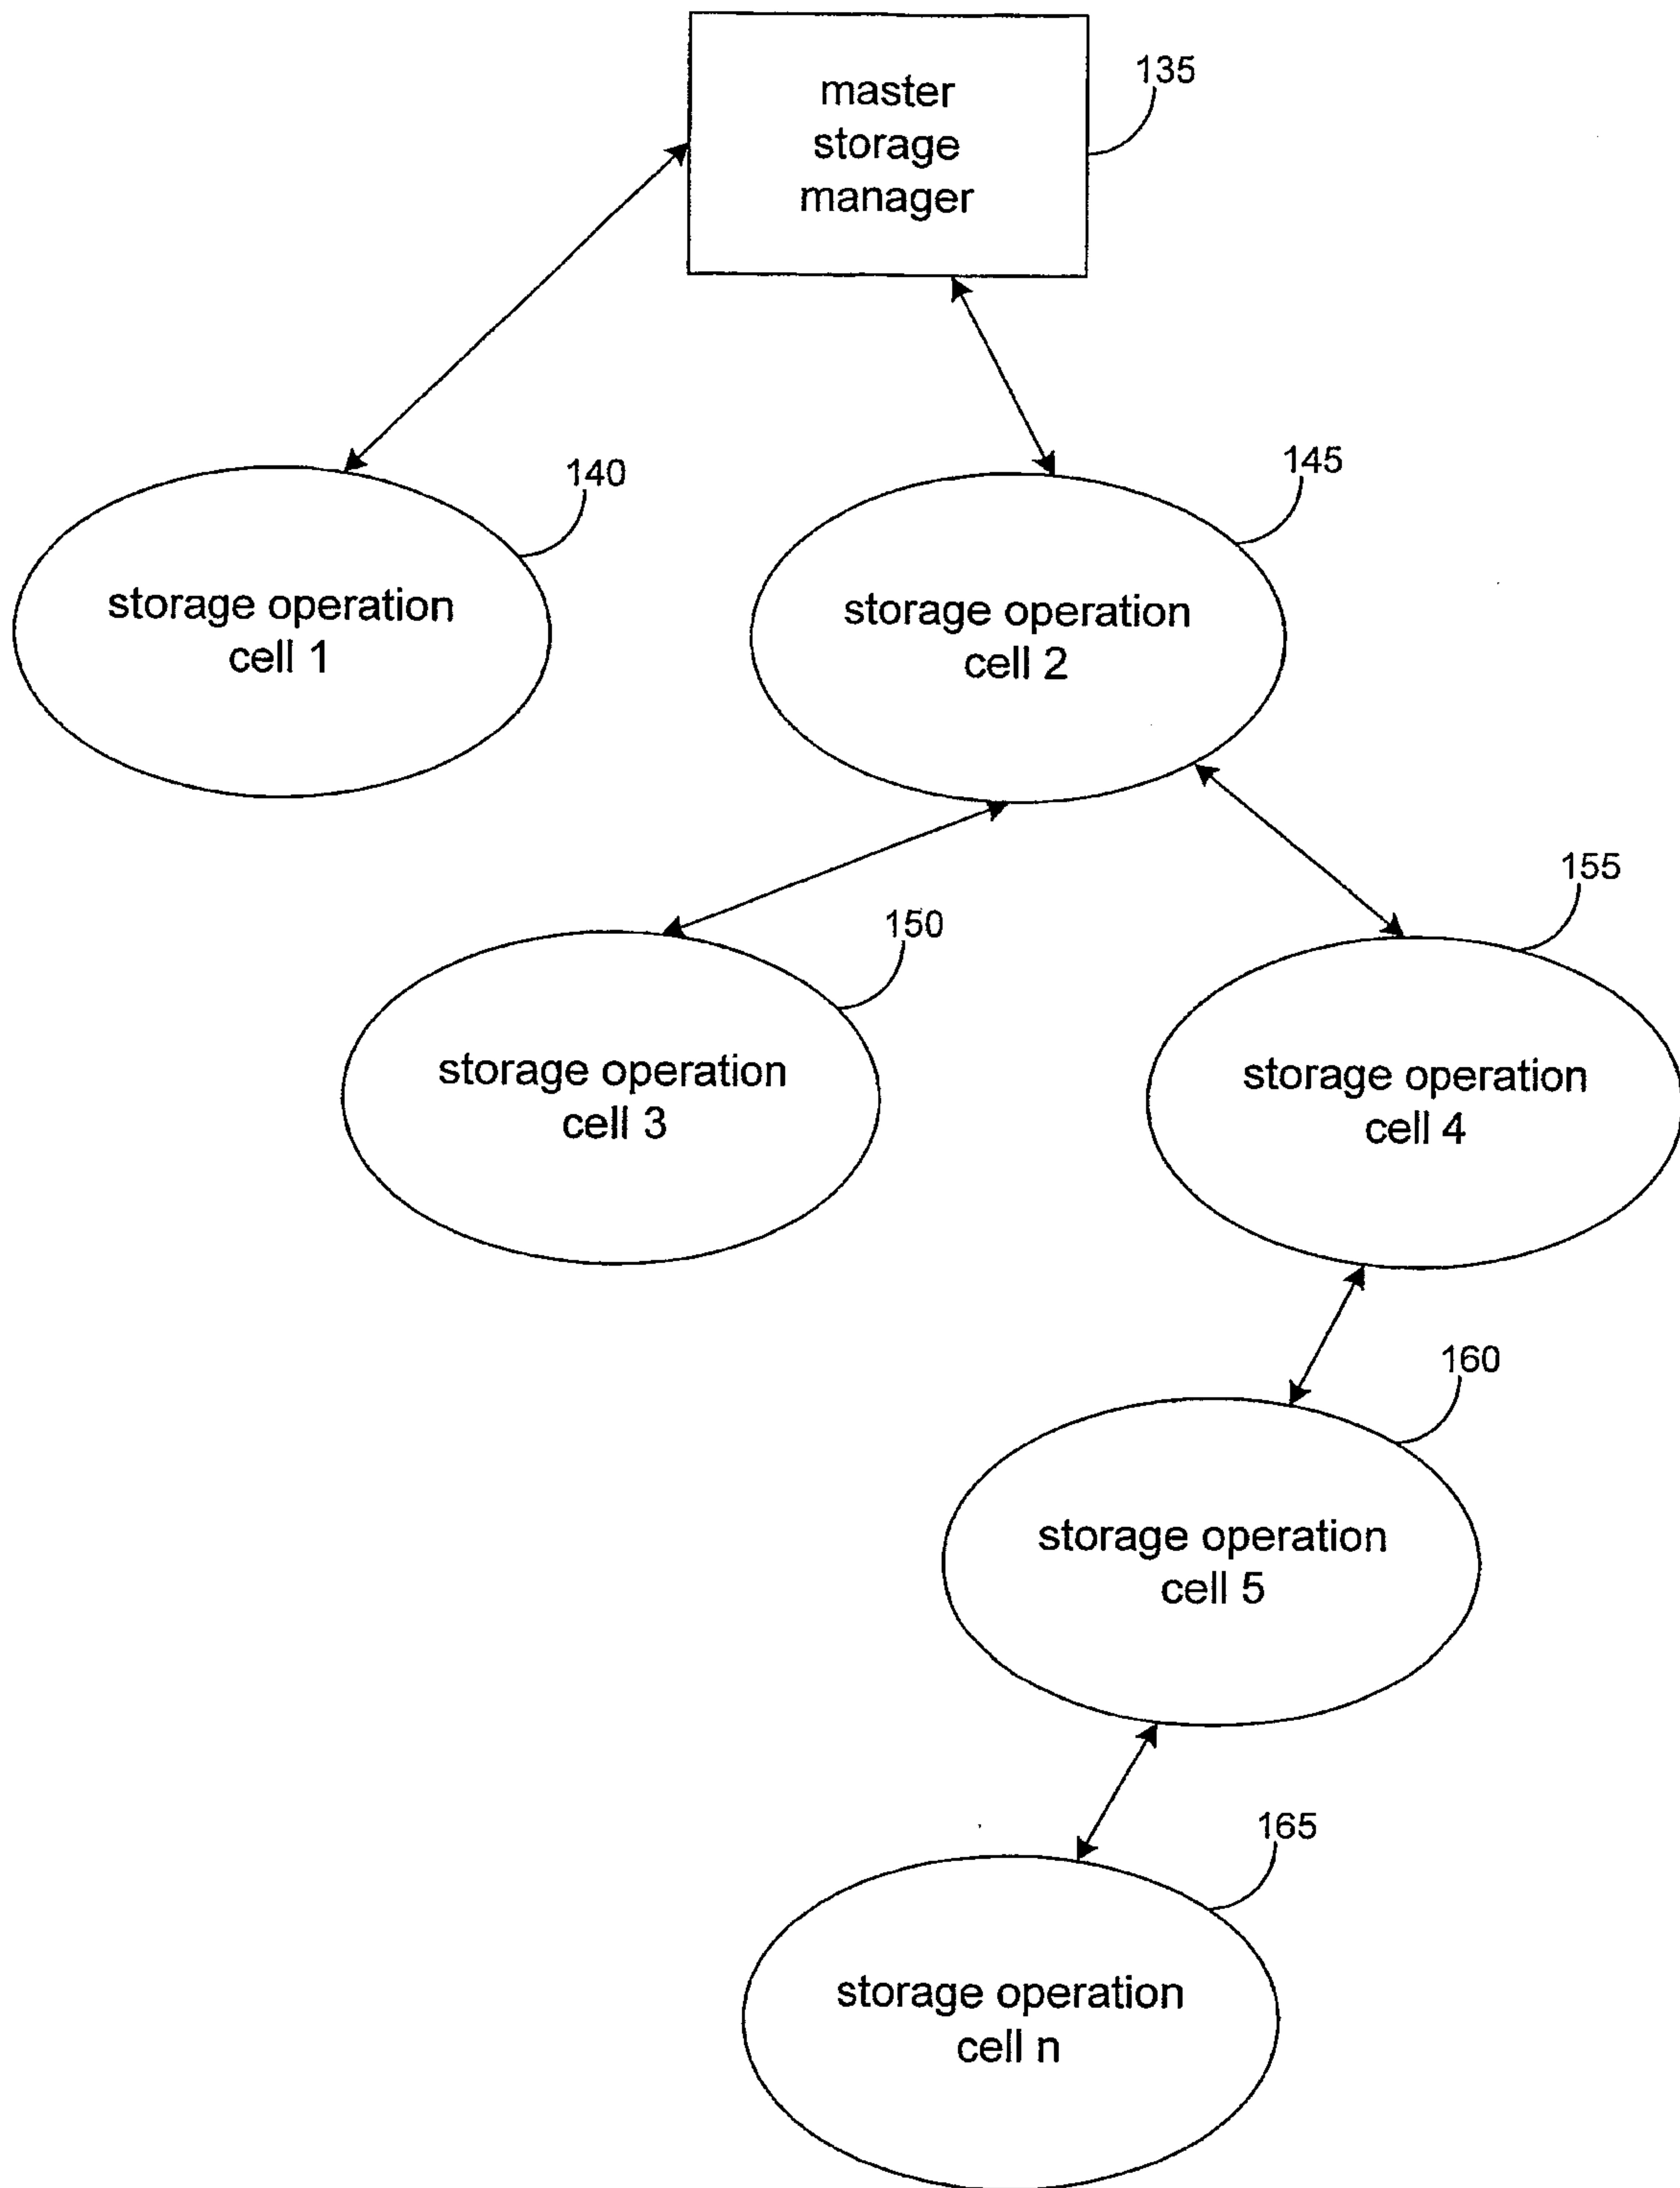 master
storage
manager
135
140
storage operation
cell 1
145
storage operation
cell 2
150
storage operation
cell 3
155
storage operation
cell 4
160
storage operation
cell 5
165
storage operation
cell n